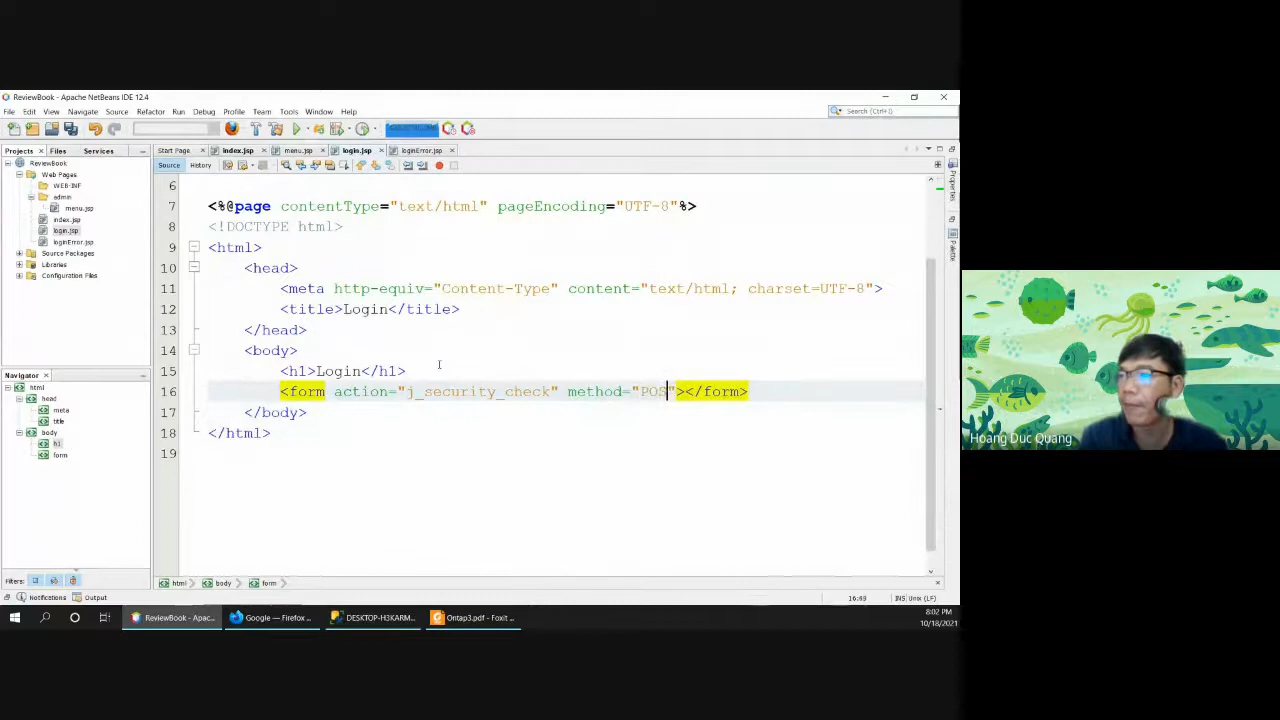 ReviewBook - Apache NetBeans IDE 12.4
File Edit View Navigate Source Refactor Run Debug Profile Team Tools Window Help
Search (Ctrl+I)
Projects Files Services
Start Page index.jsp menu.jsp login.jsp loginError.jsp
Source History
ReviewBook
Web Pages
WEB-INF
admin
menu.jsp
index.jsp
login.jsp
loginError.jsp
Source Packages
Libraries
Configuration Files
6
7 <%@page contentType="text/html" pageEncoding="UTF-8"%>
8 <!DOCTYPE html>
9 <html>
10 <head>
11 <meta http-equiv="Content-Type" content="text/html; charset=UTF-8">
12 <title>Login</title>
13 </head>
14 <body>
15 <h1>Login</h1>
16 <form action="j_security_check" method="POS"></form>
17 </body>
18 </html>
19
Properties
Palette
Navigator
html
head
meta
title
body
h1
form
Filters:
html body form
Notifications Output
16:49 INS Unix (LF)
ReviewBook - Apac...
Google — Firefox ...
DESKTOP-H3KARM...
Ontap3.pdf - Foxit ...
8:02 PM
10/18/2021
Hoang Duc Quang